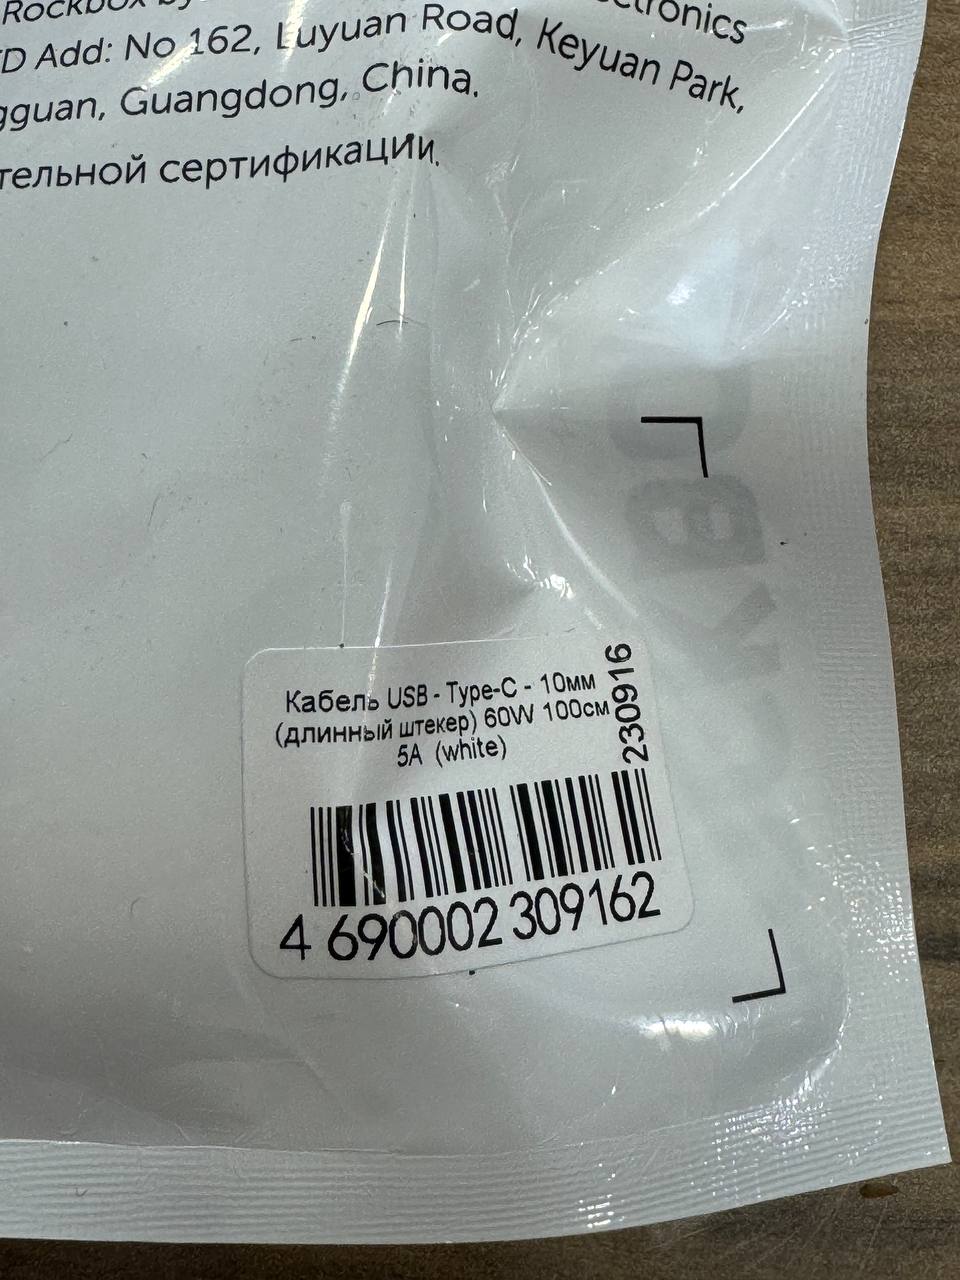 Rockbox
D Add: No 162, Luyuan Road, Keyuan Park,
gguan, Guangdong, China.
тельной сертификации.
Кабель USB - Type-C - 10мм
(длинный штекер) 60W 100см
5A (white)
230916
4 690002 309162